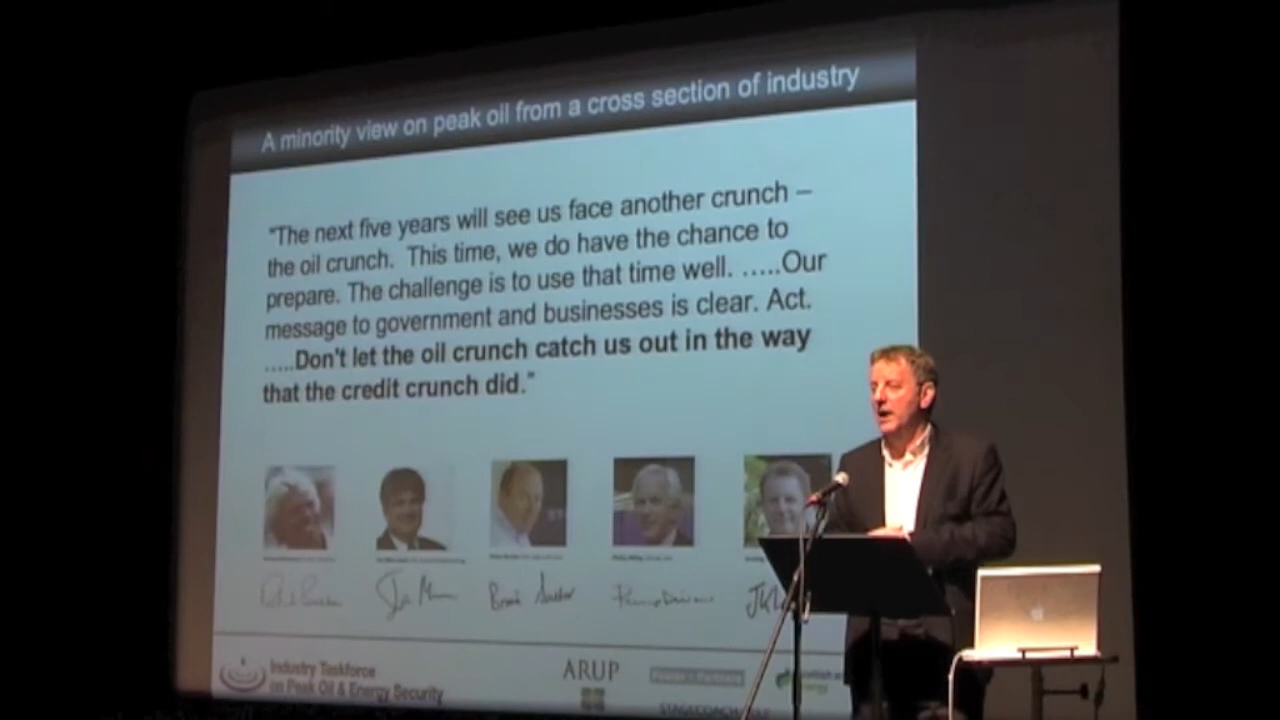 A minority view on peak oil from a cross section of industry
"The next five years will see us face another crunch –
the oil crunch.  This time, we do have the chance to
prepare. The challenge is to use that time well. …..Our
message to government and businesses is clear. Act.
…..Don't let the oil crunch catch us out in the way
that the credit crunch did."
Industry Taskforce
on Peak Oil & Energy Security
ARUP
STAGECOACH